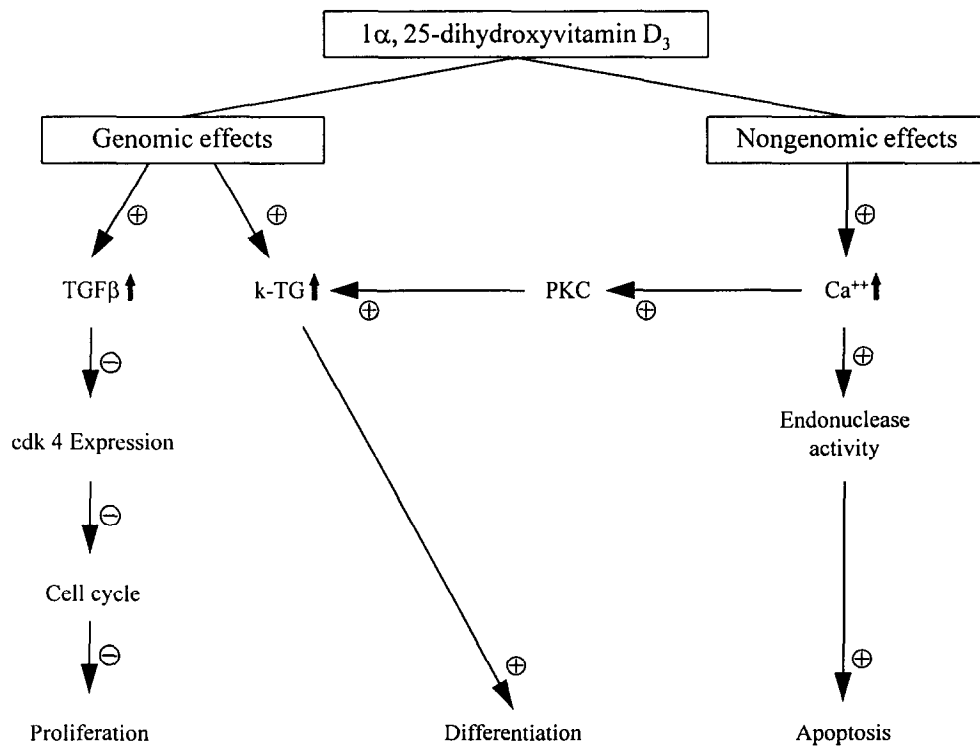 1α, 25-dihydroxyvitamin D₃
Genomic effects
Nongenomic effects
⊕
⊕
⊕
TGFβ
k-TG
PKC
Ca⁺⁺
⊕
⊕
⊖
⊕
cdk 4 Expression
Endonuclease
activity
⊖
Cell cycle
⊖
⊕
⊕
Proliferation
Differentiation
Apoptosis